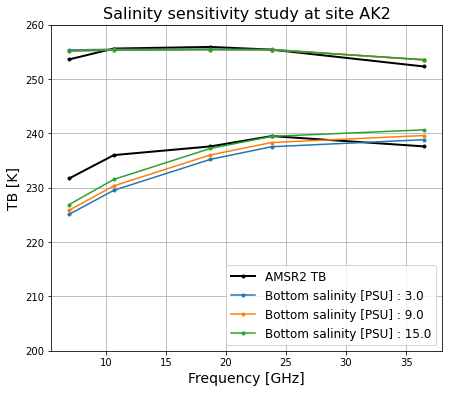 Salinity sensitivity study at site AK2
TB [K]
260
250
240
230
220
210
200
10
15
20
25
30
35
Frequency [GHz]
AMSR2 TB
Bottom salinity [PSU] : 3.0
Bottom salinity [PSU] : 9.0
Bottom salinity [PSU] : 15.0